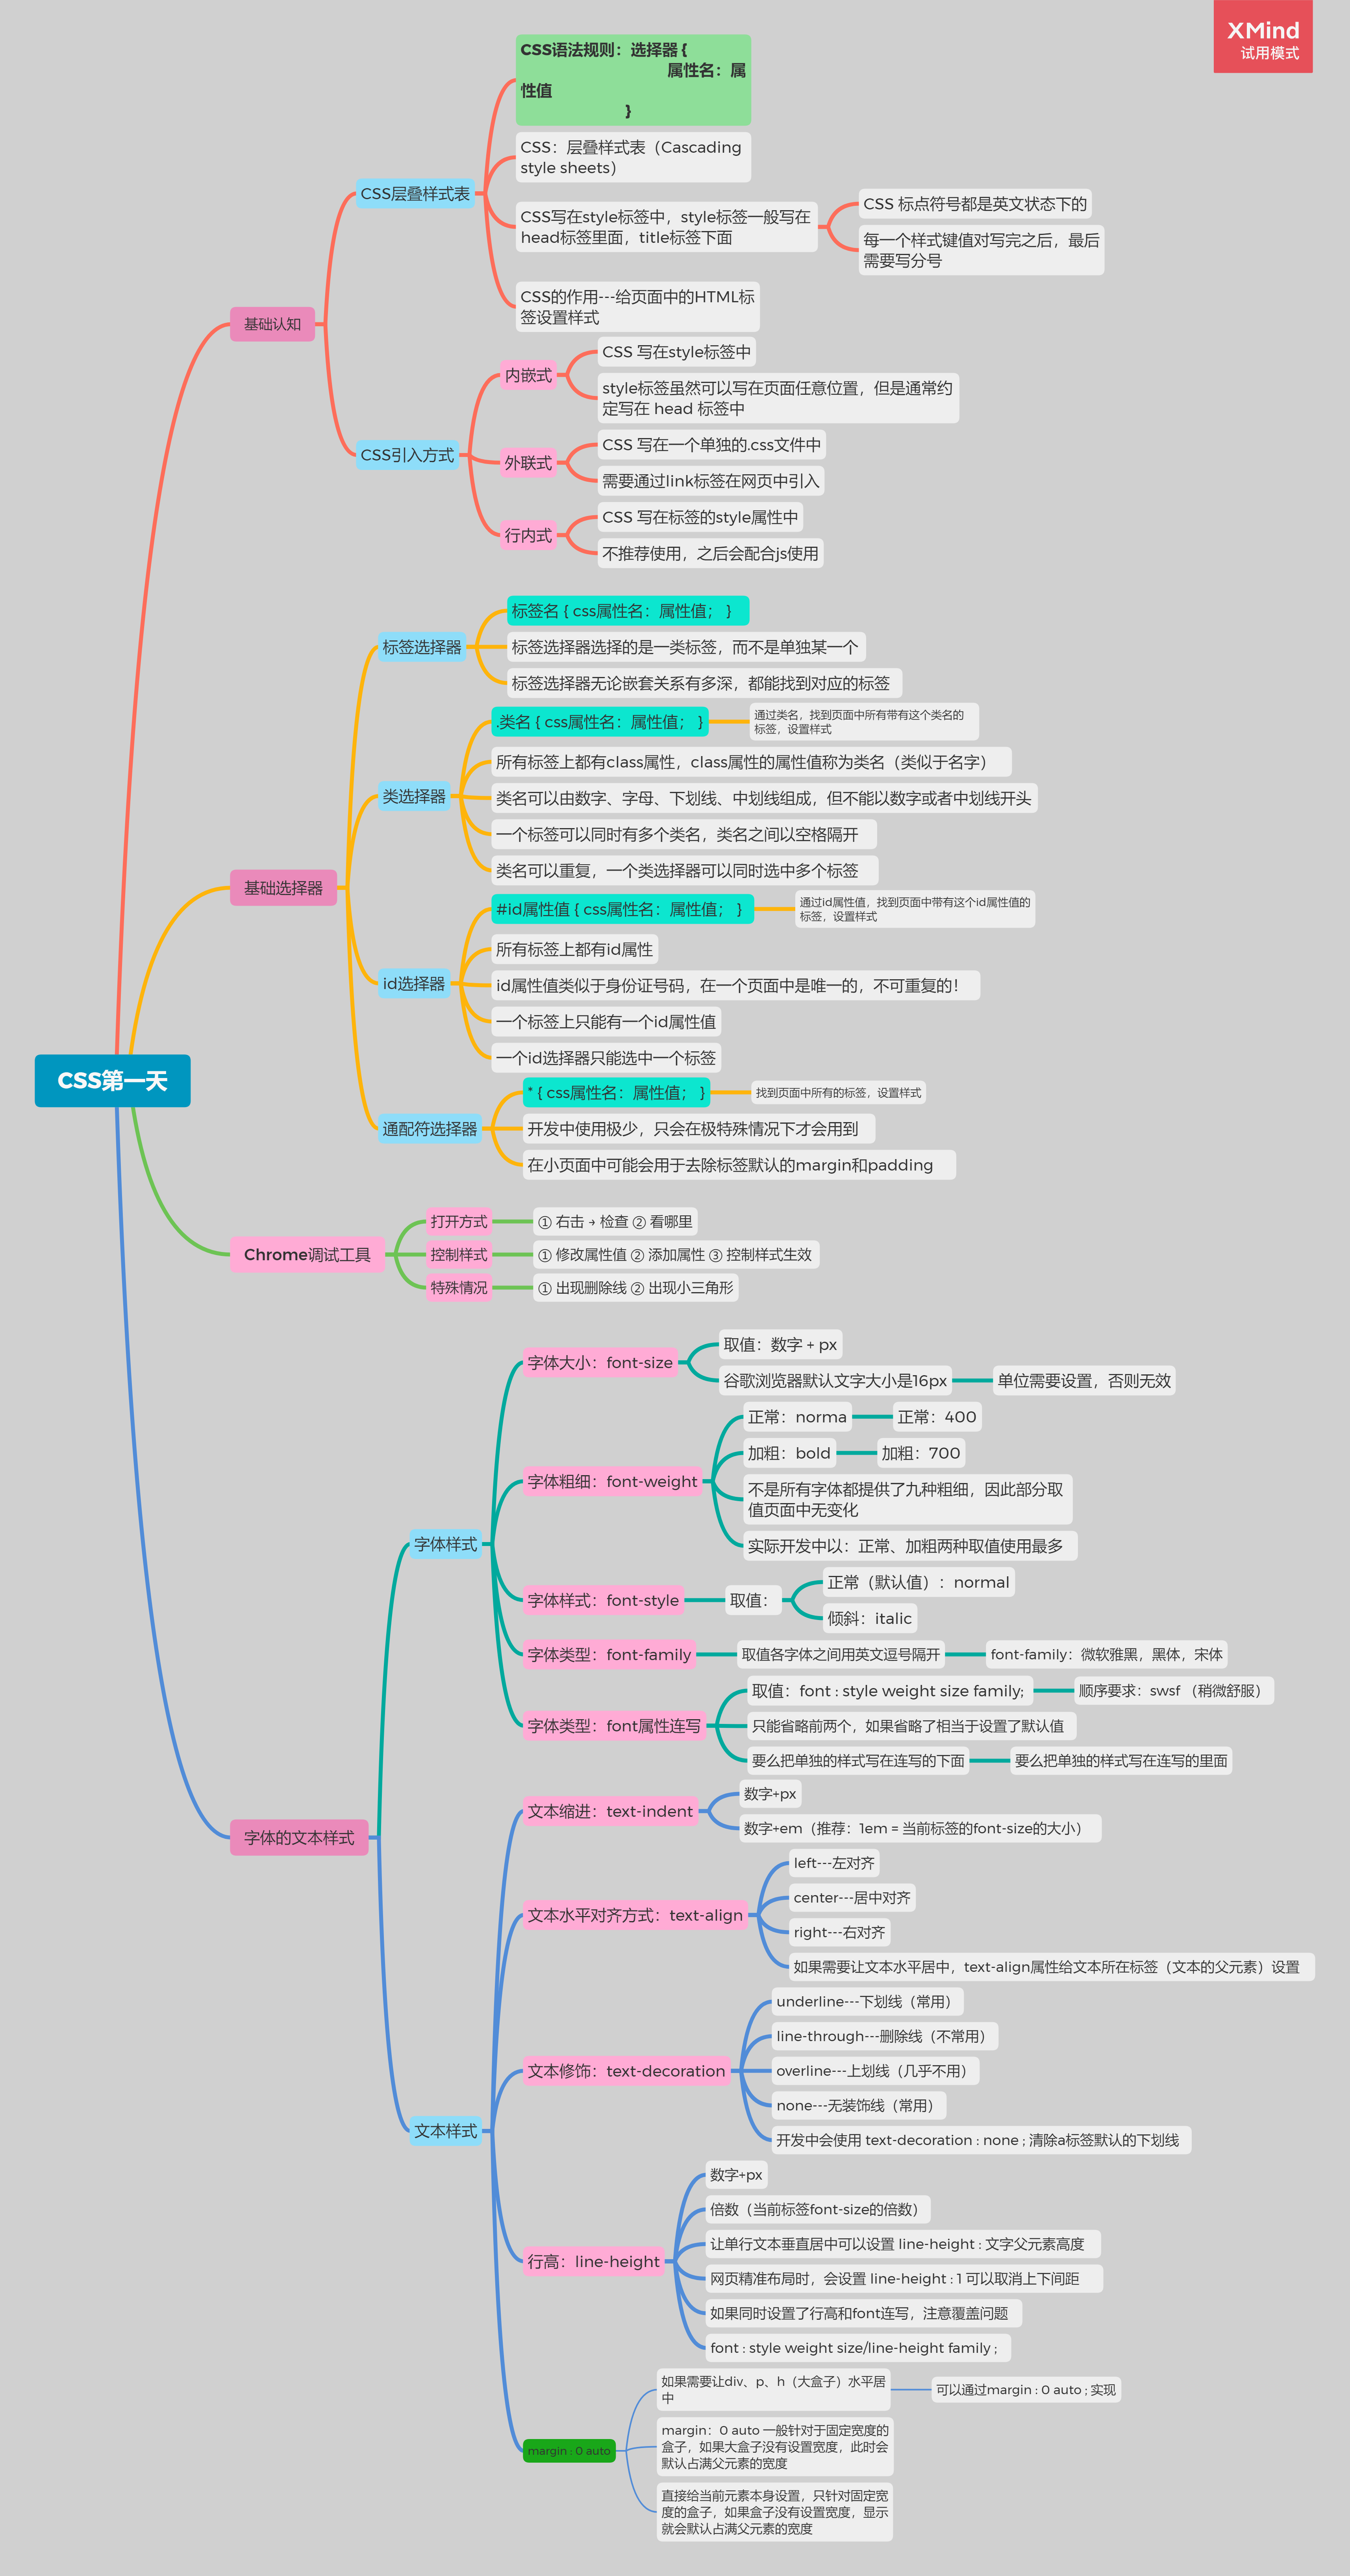 XMind
试用模式
CSS语法规则：选择器 {
属性名：属
性值
}
CSS：层叠样式表（Cascading
style sheets）
CSS层叠样式表
CSS写在style标签中，style标签一般写在
head标签里面，title标签下面
CSS 标点符号都是英文状态下的
每一个样式键值对写完之后，最后
需要写分号
CSS的作用---给页面中的HTML标
签设置样式
基础认知
CSS引入方式
内嵌式
CSS 写在style标签中
style标签虽然可以写在页面任意位置，但是通常约
定写在 head 标签中
外联式
CSS 写在一个单独的.css文件中
需要通过link标签在网页中引入
行内式
CSS 写在标签的style属性中
不推荐使用，之后会配合js使用
标签选择器
标签名 { css属性名：属性值； }
标签选择器选择的是一类标签，而不是单独某一个
标签选择器无论嵌套关系有多深，都能找到对应的标签
类选择器
.类名 { css属性名：属性值； }
通过类名，找到页面中所有带有这个类名的
标签，设置样式
所有标签上都有class属性，class属性的属性值称为类名（类似于名字）
类名可以由数字、字母、下划线、中划线组成，但不能以数字或者中划线开头
一个标签可以同时有多个类名，类名之间以空格隔开
类名可以重复，一个类选择器可以同时选中多个标签
基础选择器
id选择器
#id属性值 { css属性名：属性值； }
通过id属性值，找到页面中带有这个id属性值的
标签，设置样式
所有标签上都有id属性
id属性值类似于身份证号码，在一个页面中是唯一的，不可重复的！
一个标签上只能有一个id属性值
一个id选择器只能选中一个标签
CSS第一天
通配符选择器
* { css属性名：属性值； }
找到页面中所有的标签，设置样式
开发中使用极少，只会在极特殊情况下才会用到
在小页面中可能会用于去除标签默认的margin和padding
Chrome调试工具
打开方式
① 右击 → 检查 ② 看哪里
控制样式
① 修改属性值 ② 添加属性 ③ 控制样式生效
特殊情况
① 出现删除线 ② 出现小三角形
字体大小：font-size
取值：数字 + px
谷歌浏览器默认文字大小是16px
单位需要设置，否则无效
字体粗细：font-weight
正常：norma
正常：400
加粗：bold
加粗：700
不是所有字体都提供了九种粗细，因此部分取
值页面中无变化
实际开发中以：正常、加粗两种取值使用最多
字体样式
字体样式：font-style
取值：
正常（默认值）：normal
倾斜：italic
字体类型：font-family
取值各字体之间用英文逗号隔开
font-family：微软雅黑，黑体，宋体
字体类型：font属性连写
取值：font : style weight size family;
顺序要求：swsf （稍微舒服）
只能省略前两个，如果省略了相当于设置了默认值
要么把单独的样式写在连写的下面
要么把单独的样式写在连写的里面
字体的文本样式
文本缩进：text-indent
数字+px
数字+em（推荐：1em = 当前标签的font-size的大小）
文本水平对齐方式：text-align
left---左对齐
center---居中对齐
right---右对齐
如果需要让文本水平居中，text-align属性给文本所在标签（文本的父元素）设置
文本修饰：text-decoration
underline---下划线（常用）
line-through---删除线（不常用）
overline---上划线（几乎不用）
none---无装饰线（常用）
开发中会使用 text-decoration : none ; 清除a标签默认的下划线
文本样式
行高：line-height
数字+px
倍数（当前标签font-size的倍数）
让单行文本垂直居中可以设置 line-height : 文字父元素高度
网页精准布局时，会设置 line-height : 1 可以取消上下间距
如果同时设置了行高和font连写，注意覆盖问题
font : style weight size/line-height family ;
margin : 0 auto
如果需要让div、p、h（大盒子）水平居
中
可以通过margin : 0 auto ; 实现
margin：0 auto 一般针对于固定宽度的
盒子，如果大盒子没有设置宽度，此时会
默认占满父元素的宽度
直接给当前元素本身设置，只针对固定宽
度的盒子，如果盒子没有设置宽度，显示
就会默认占满父元素的宽度